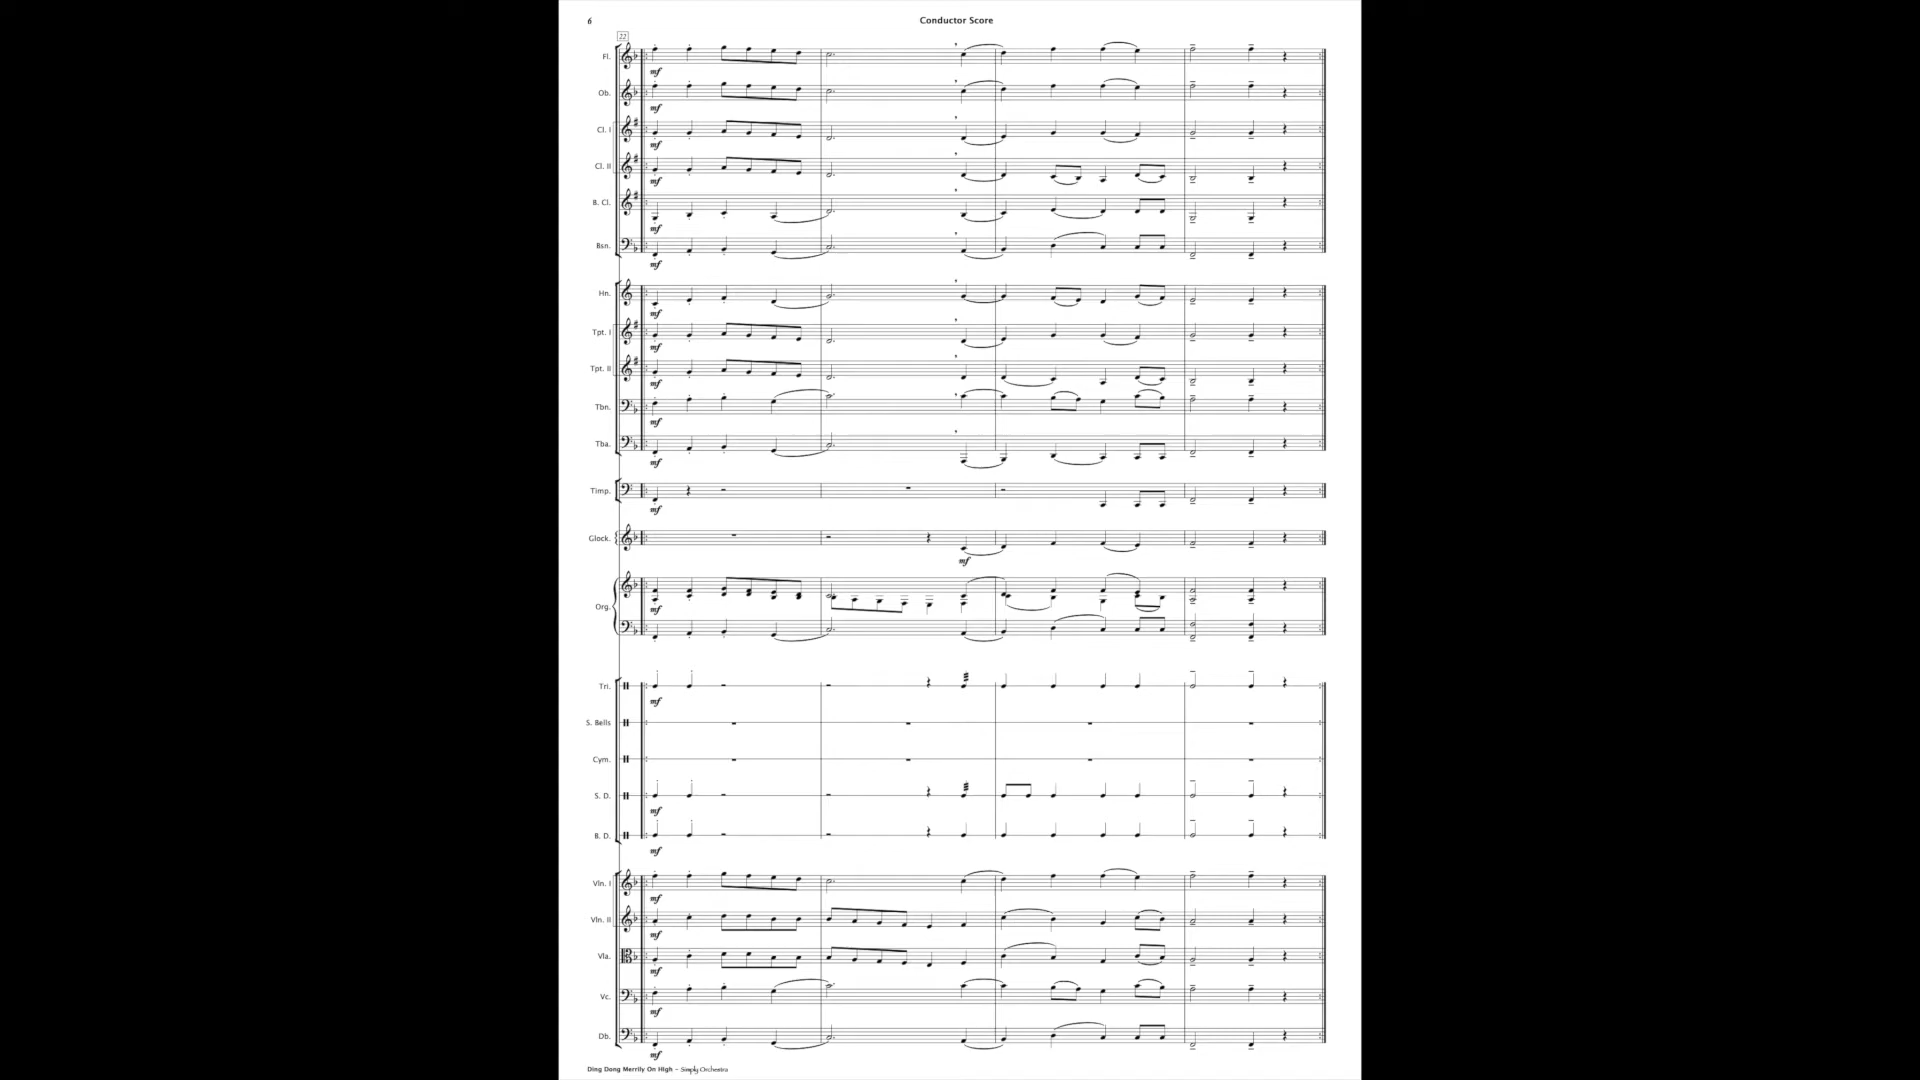 6
Conductor Score
22
Fl.
mf
Ob.
mf
Cl. I
mf
Cl. II
mf
B. Cl.
mf
Bsn.
mf
Hn.
mf
Tpt. I
mf
Tpt. II
mf
Tbn.
mf
Tba.
mf
Timp.
mf
Glock.
mf
Org.
mf
Tri.
mf
S. Bells
Cym.
S. D.
mf
B. D.
mf
Vln. I
mf
Vln. II
mf
Vla.
mf
Vc.
mf
Db.
mf
Ding Dong Merrily On High – Simply Orchestra